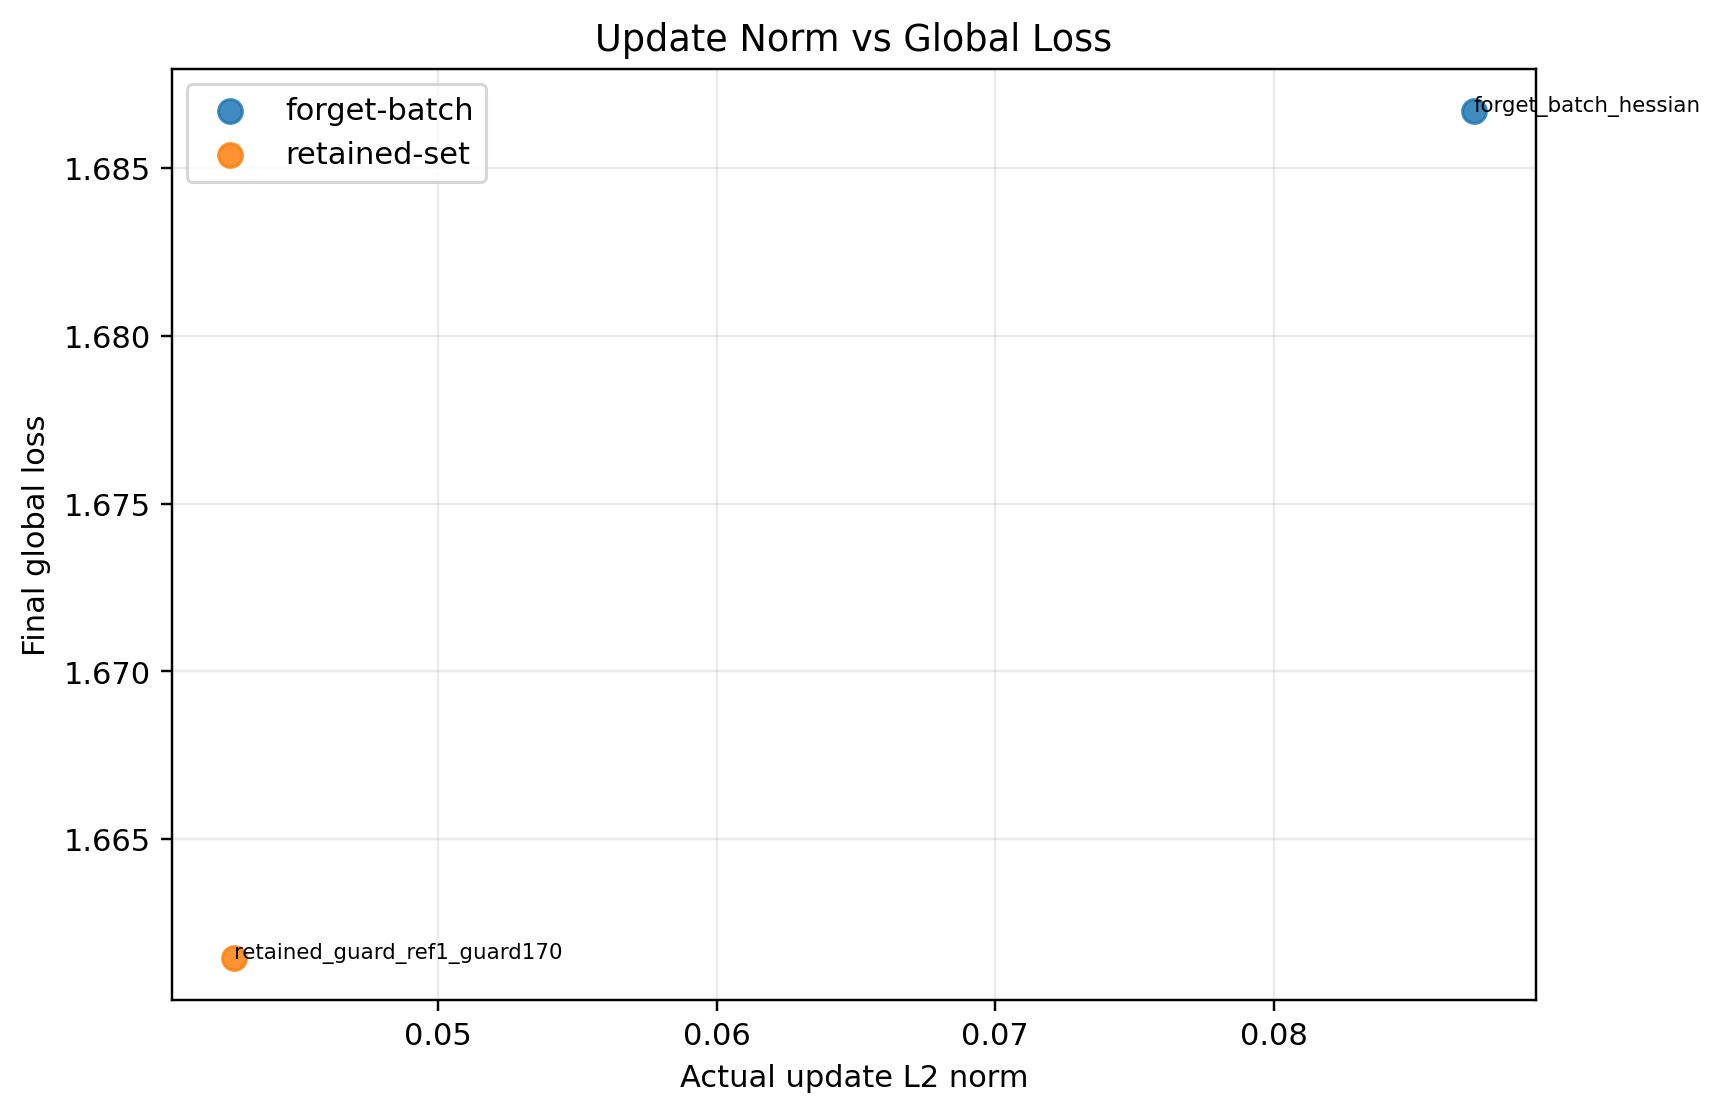 Update Norm vs Global Loss
forget-batch
retained-set
forget_batch_hessian
retained_guard_ref1_guard170
1.685
1.680
1.675
1.670
1.665
Final global loss
0.05
0.06
0.07
0.08
Actual update L2 norm